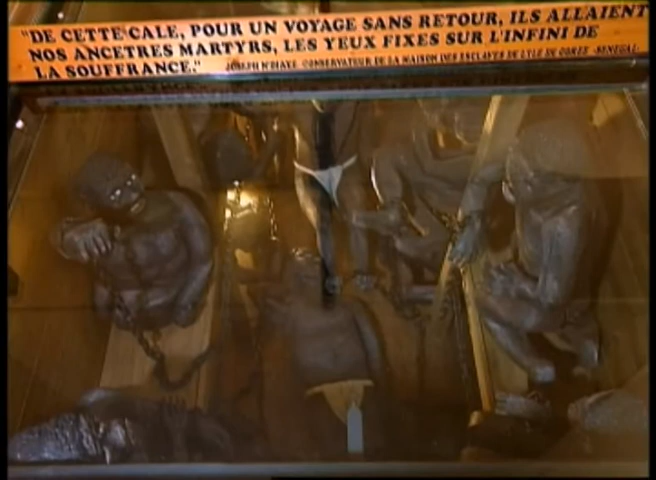 "DE CETTE CALE, POUR UN VOYAGE SANS RETOUR, ILS ALLAIENT
NOS ANCETRES MARTYRS, LES YEUX FIXES SUR L'INFINI DE
LA SOUFFRANCE." JOSEPH N'DIAYE CONSERVATEUR DE LA MAISON DES ESCLAVES DE L'ILE DE GOREE -SENEGAL